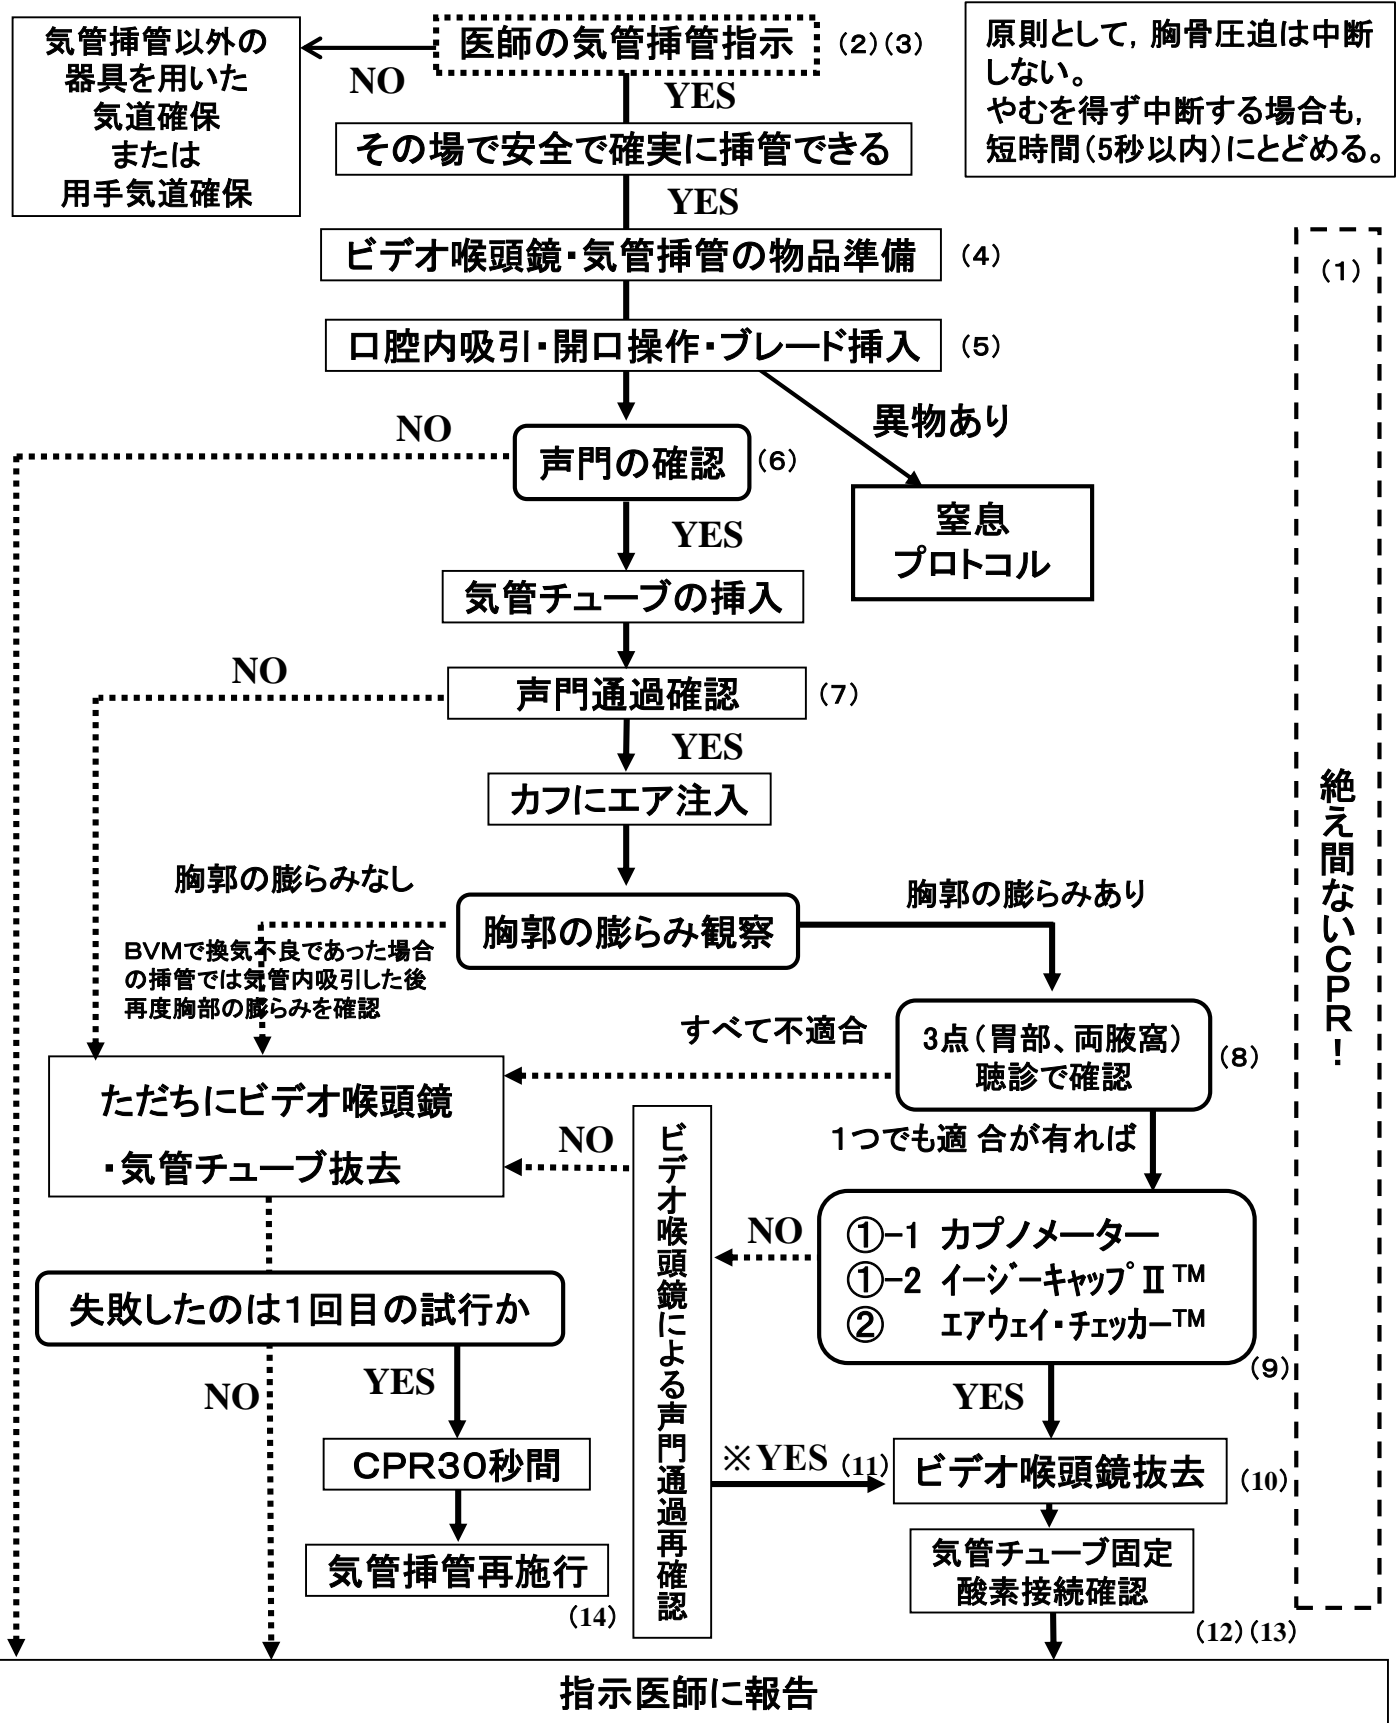 気管挿管以外の
器具を用いた
気道確保
または
用手気道確保
医師の気管挿管指示
(2)(3)
原則として，胸骨圧迫は中断
しない。
やむを得ず中断する場合も，
短時間（5秒以内）にとどめる。
NO
YES
その場で安全で確実に挿管できる
YES
ビデオ喉頭鏡・気管挿管の物品準備
(4)
(1)
絶え間ないCPR！
口腔内吸引・開口操作・ブレード挿入
(5)
異物あり
窒息
プロトコル
NO
声門の確認
(6)
YES
気管チューブの挿入
NO
声門通過確認
(7)
YES
カフにエア注入
胸郭の膨らみなし
胸郭の膨らみ観察
胸郭の膨らみあり
BVMで換気不良であった場合
の挿管では気管内吸引した後
再度胸部の膨らみを確認
すべて不適合
3点（胃部、両腋窩）
聴診で確認
(8)
ただちにビデオ喉頭鏡
・気管チューブ抜去
NO
ビデオ喉頭鏡による声門通過再確認
１つでも適 合が有れば
NO
①-1 カプノメーター
①-2 イージーキャップⅡ™
② エアウェイ・チェッカー™
(9)
失敗したのは１回目の試行か
NO
YES
YES
CPR30秒間
※YES (11)
ビデオ喉頭鏡抜去
(10)
気管挿管再施行
(14)
気管チューブ固定
酸素接続確認
(12)(13)
指示医師に報告